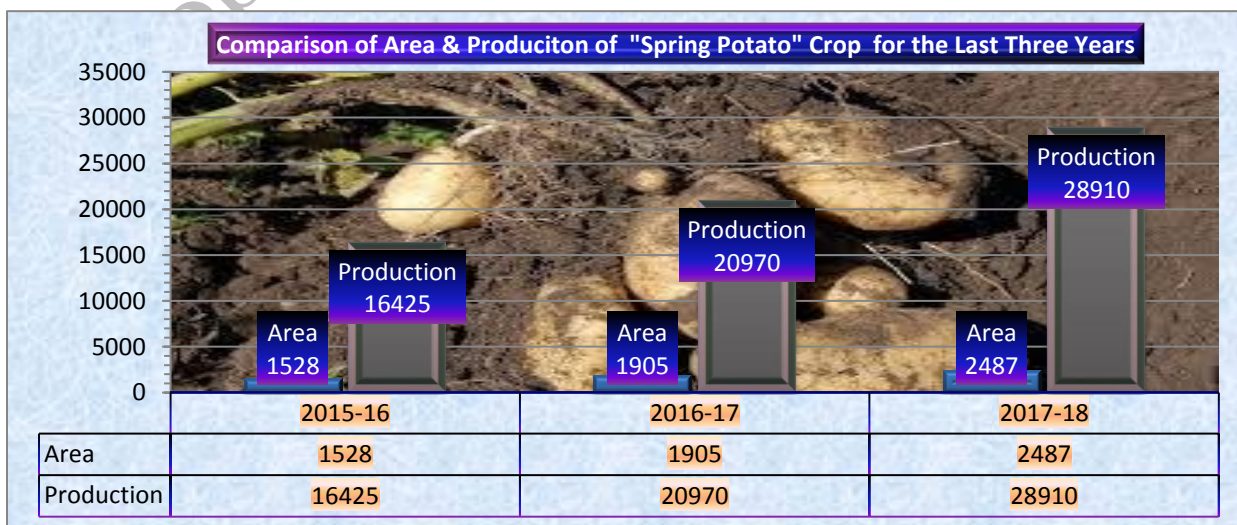 Comparison of Area & Produciton of "Spring Potato" Crop for the Last Three Years
35000
30000
25000
20000
15000
10000
5000
0
Area
1528
Production
16425
Area
1905
Production
20970
Area
2487
Production
28910
2015-16 2016-17 2017-18
Area 1528 1905 2487
Production 16425 20970 28910